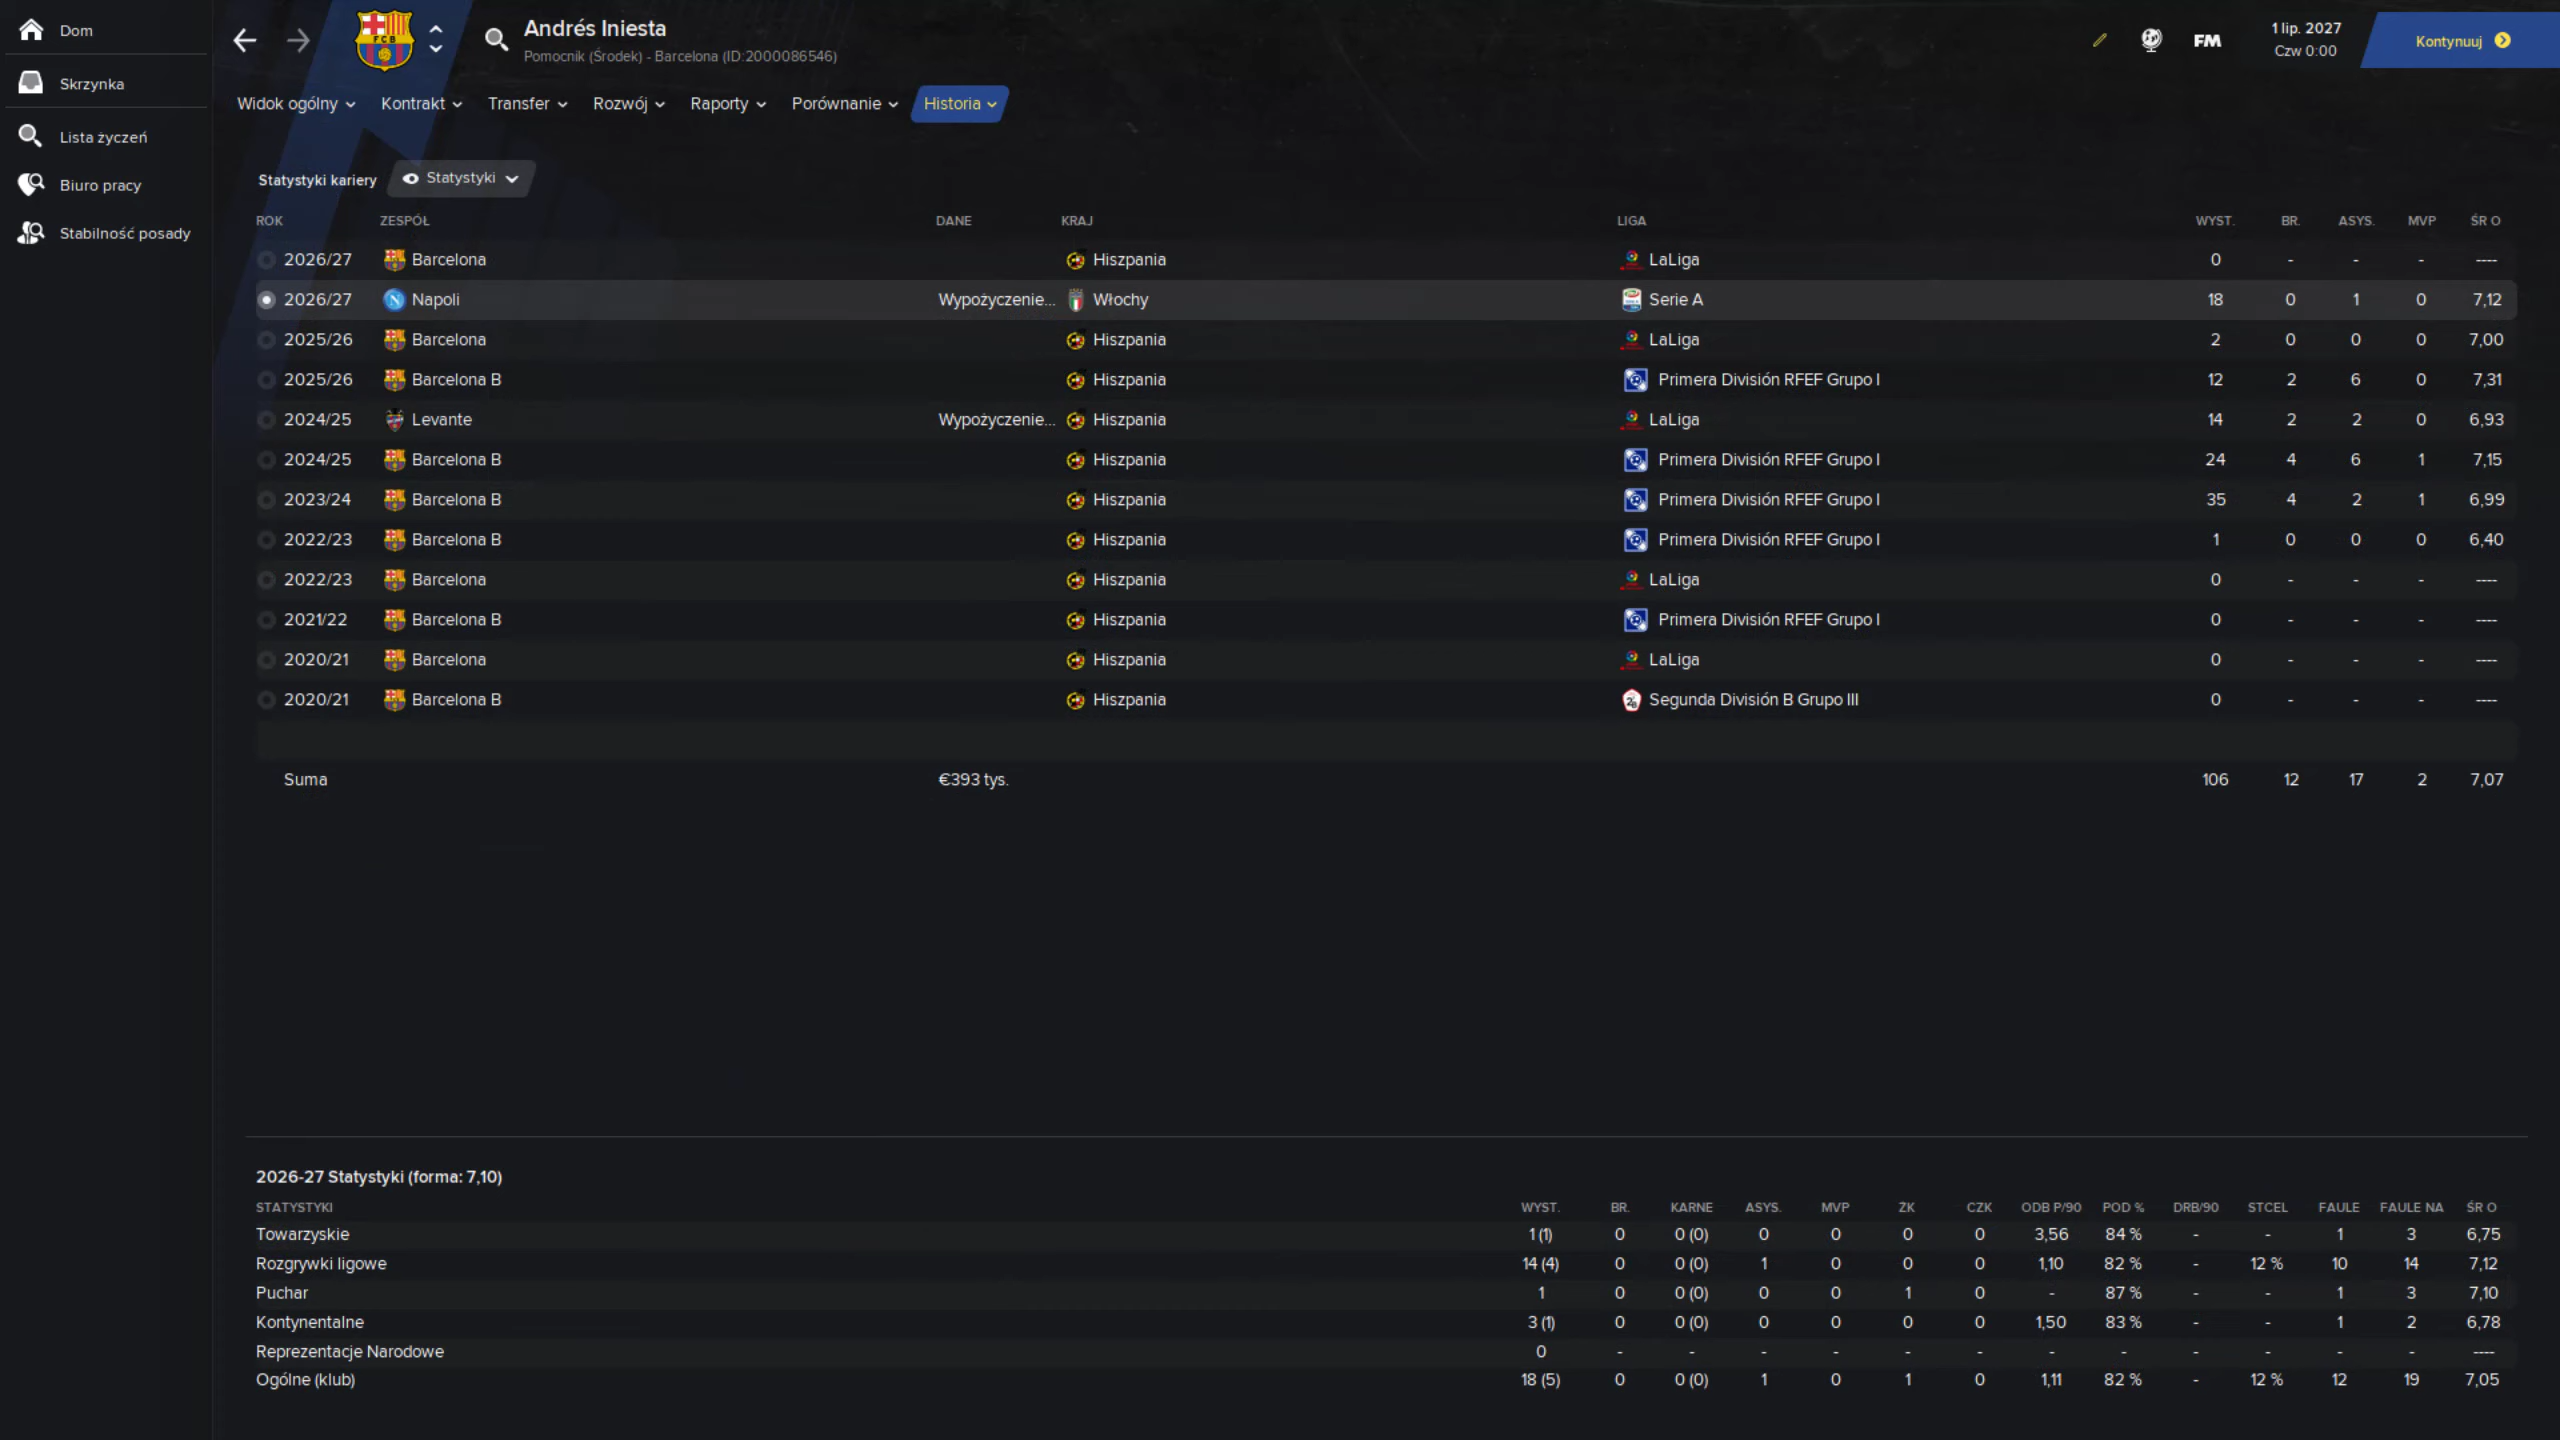 Dom
Skrzynka
Lista życzeń
Biuro pracy
Stabilność posady
Andrés Iniesta
Pomocnik (Środek) - Barcelona (ID:2000086546)
FM
1 lip. 2027
Czw 0:00
Kontynuuj
Widok ogólny Kontrakt Transfer Rozwój Raporty Porównanie Historia
Statystyki kariery Statystyki
ROK ZESPÓŁ DANE KRAJ LIGA WYST. BR. ASYS. MVP ŚR O
2026/27 Barcelona Hiszpania LaLiga 0 - - - ----
2026/27 Napoli Wypożyczenie... Włochy Serie A 18 0 1 0 7,12
2025/26 Barcelona Hiszpania LaLiga 2 0 0 0 7,00
2025/26 Barcelona B Hiszpania Primera División RFEF Grupo I 12 2 6 0 7,31
2024/25 Levante Wypożyczenie... Hiszpania LaLiga 14 2 2 0 6,93
2024/25 Barcelona B Hiszpania Primera División RFEF Grupo I 24 4 6 1 7,15
2023/24 Barcelona B Hiszpania Primera División RFEF Grupo I 35 4 2 1 6,99
2022/23 Barcelona B Hiszpania Primera División RFEF Grupo I 1 0 0 0 6,40
2022/23 Barcelona Hiszpania LaLiga 0 - - - ----
2021/22 Barcelona B Hiszpania Primera División RFEF Grupo I 0 - - - ----
2020/21 Barcelona Hiszpania LaLiga 0 - - - ----
2020/21 Barcelona B Hiszpania Segunda División B Grupo III 0 - - - ----
Suma €393 tys. 106 12 17 2 7,07
2026-27 Statystyki (forma: 7,10)
STATYSTYKI WYST. BR. KARNE ASYS. MVP ŻK CZK ODB P/90 POD % DRB/90 STCEL FAULE FAULE NA ŚR O
Towarzyskie 1 (1) 0 0 (0) 0 0 0 0 3,56 84 % - - 1 3 6,75
Rozgrywki ligowe 14 (4) 0 0 (0) 1 0 0 0 1,10 82 % - 12 % 10 14 7,12
Puchar 1 0 0 (0) 0 0 1 0 - 87 % - - 1 3 7,10
Kontynentalne 3 (1) 0 0 (0) 0 0 0 0 1,50 83 % - - 1 2 6,78
Reprezentacje Narodowe 0 - - - - - - - - - - - - ----
Ogólne (klub) 18 (5) 0 0 (0) 1 0 1 0 1,11 82 % - 12 % 12 19 7,05